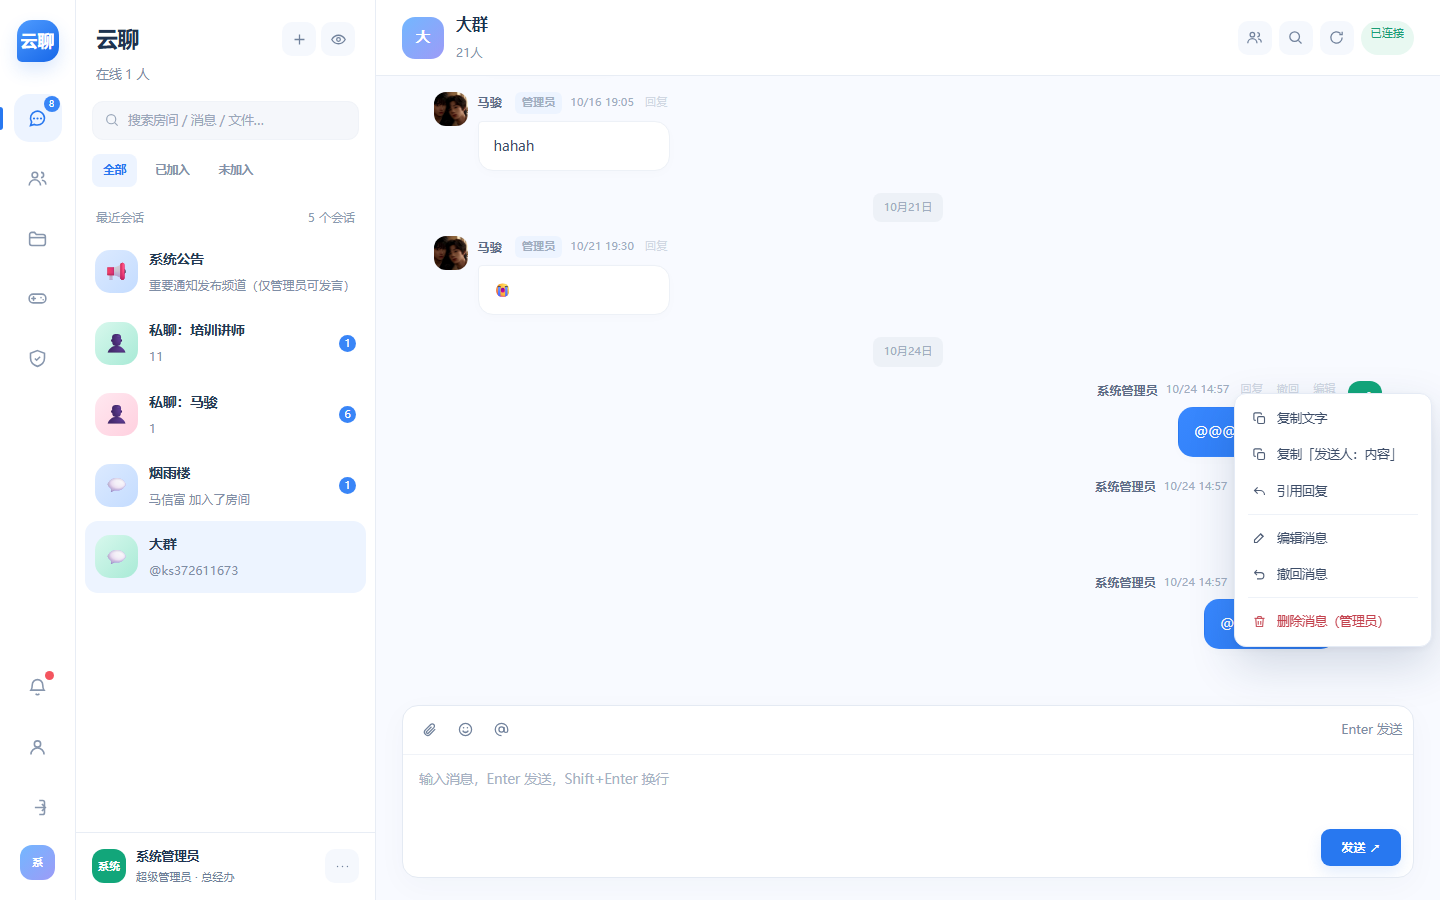 云聊
8
云聊
在线 1 人
搜索房间 / 消息 / 文件...
全部 已加入 未加入
最近会话 5 个会话
系统公告
重要通知发布频道（仅管理员可发言）
私聊：培训讲师
11
1
私聊：马骏
1
6
烟雨楼
马信富 加入了房间
1
大群
@ks372611673
系
系统
系统管理员
超级管理员 · 总经办
大
大群
21人
已连接
马骏 管理员 10/16 19:05 回复
hahah
10月21日
马骏 管理员 10/21 19:30 回复
10月24日
系统管理员 10/24 14:57 回复 撤回 编辑
@@@
系统管理员 10/24 14:57
系统管理员 10/24 14:57
@
复制文字
复制「发送人：内容」
引用回复
编辑消息
撤回消息
删除消息（管理员）
Enter 发送
输入消息，Enter 发送，Shift+Enter 换行
发送 ↗